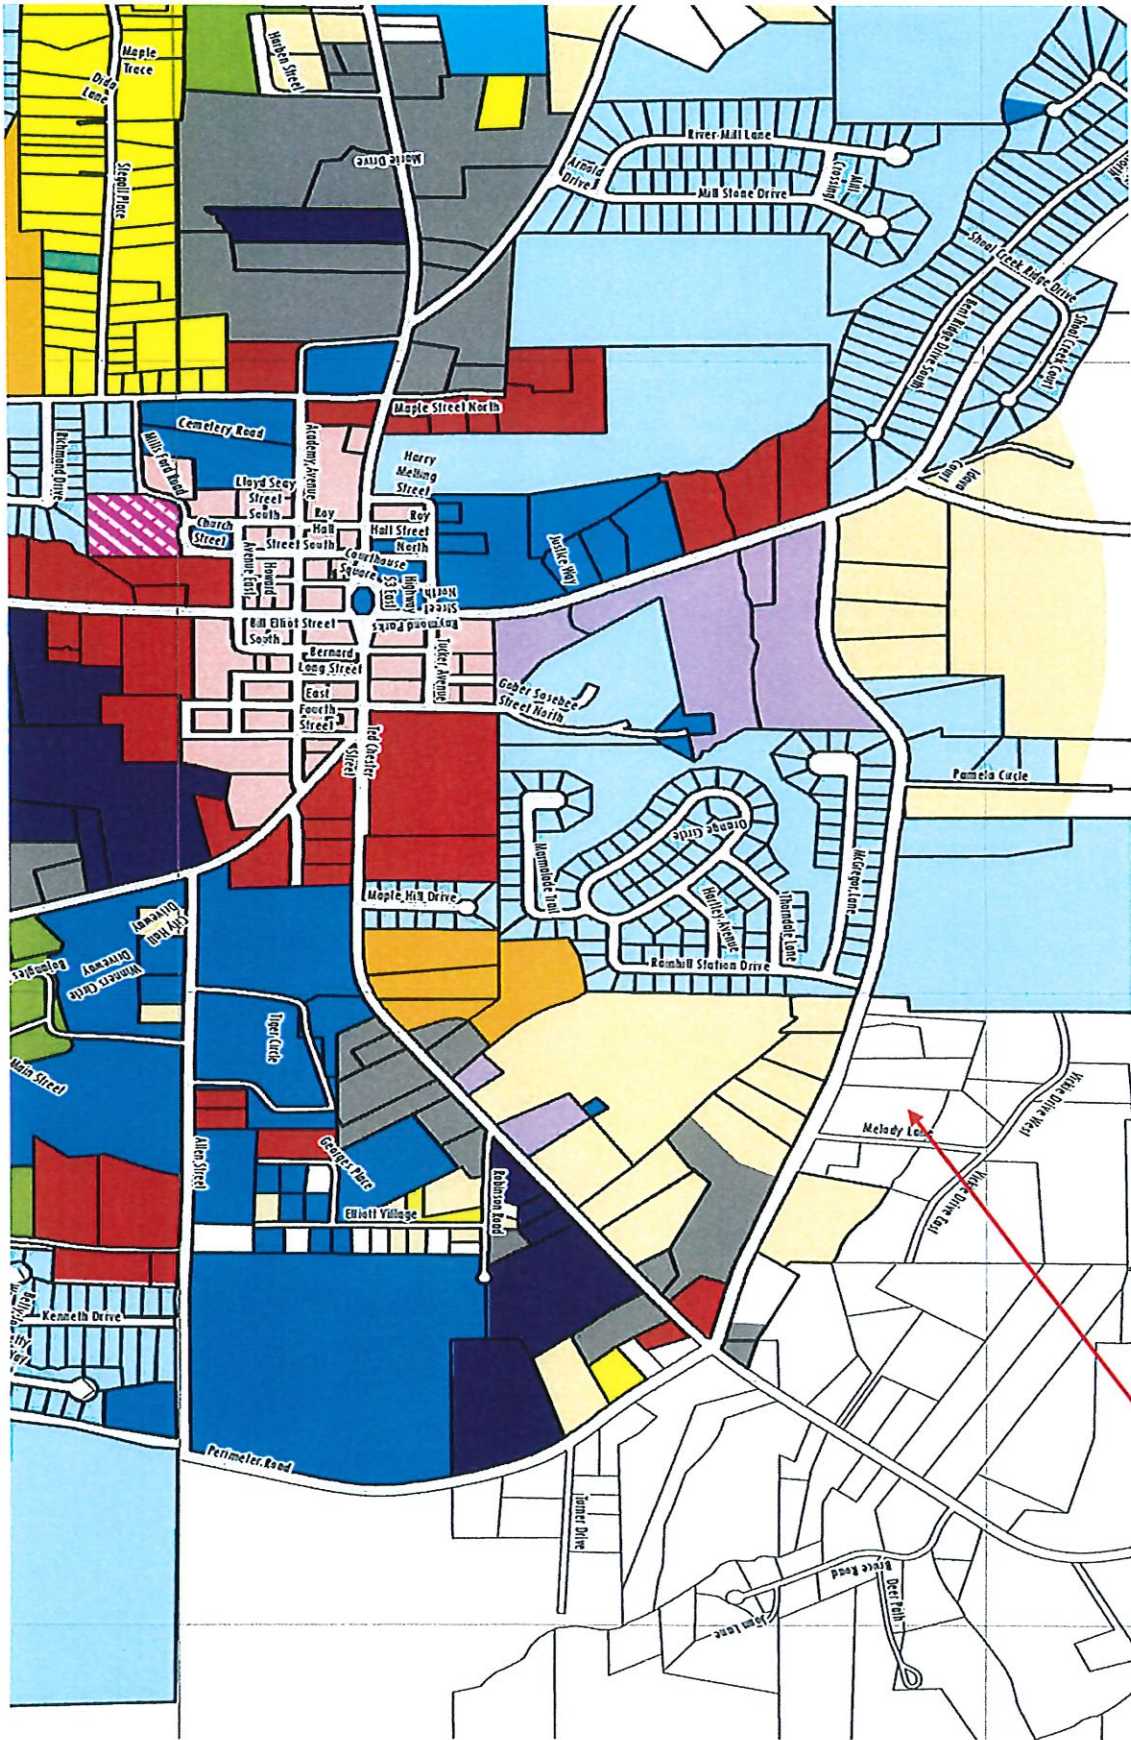 Maple
Trace
Dida
Lane
Stegall Place
Harben Street
Morie Drive
River Mill Lane
Arnold
Drive
Mill
Crossing
Mill Stone Drive
Shoal Creek Ridge Drive
Bent Ridge Drive South
Shoal Creek Court
Maple Street North
Cemetery Road
Academy Avenue
Richmond Drive
Mills Ford Road
Lloyd Seay
Street
South
Harry
Melling
Street
Roy
Hall
Street South
Roy
Hall Street
North
Church
Street
Courthouse
Square
Howard
Avenue East
Highway
53 East
Justice Way
Idava
Court
Bill Elliot Street
South
Raymond Parks
Street
North
Bernard
Long Street
Tucker Avenue
East
Fourth
Street
Gober Sosebee
Street North
Ted Chester
Street
Pamela Circle
Marmalade Trail
Orange Circle
McGregor Lane
Maple Hill Drive
Hartley Avenue
Thorndale Lane
Rainhill Station Drive
City Hall
Driveway
Winners Circle
Driveway
Bojangles
Tiger Circle
Main Street
Vickie Drive West
Melody Lane
Vickie Drive East
Allen Street
Georges Place
Robinson Road
Elliott Village
Kenneth Drive
Perimeter Road
Turner Drive
Bruce Road
Deer Path
Joan Lane